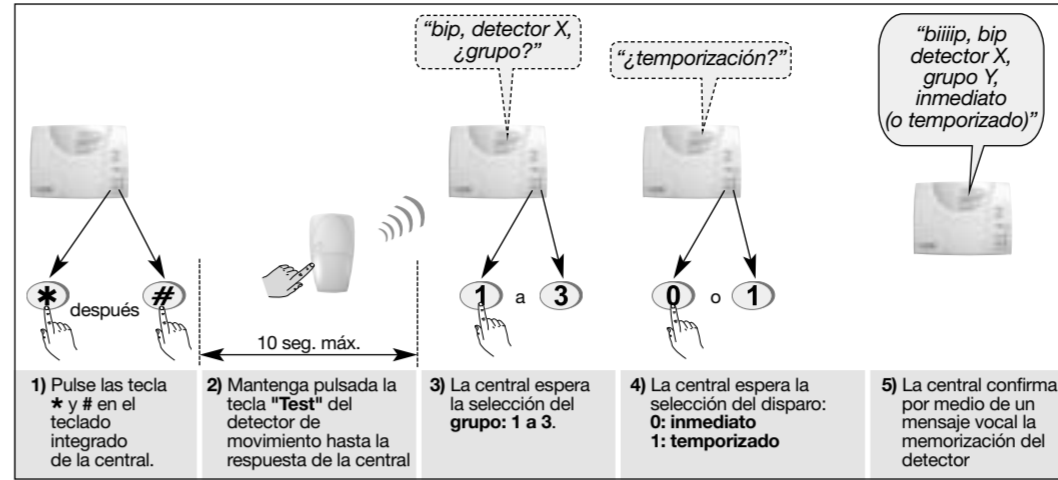 "bip, detector X,
¿grupo?"
"¿temporización?"
"biiiip, bip
detector X,
grupo Y,
inmediato
(o temporizado)"
* después #
10 seg. máx.
1 a 3
0 o 1
1) Pulse las tecla
* y # en el
teclado
integrado
de la central.
2) Mantenga pulsada la
tecla "Test" del
detector de
movimiento hasta la
respuesta de la central
3) La central espera
la selección del
grupo: 1 a 3.
4) La central espera la
selección del disparo:
0: inmediato
1: temporizado
5) La central confirma
por medio de un
mensaje vocal la
memorización del
detector